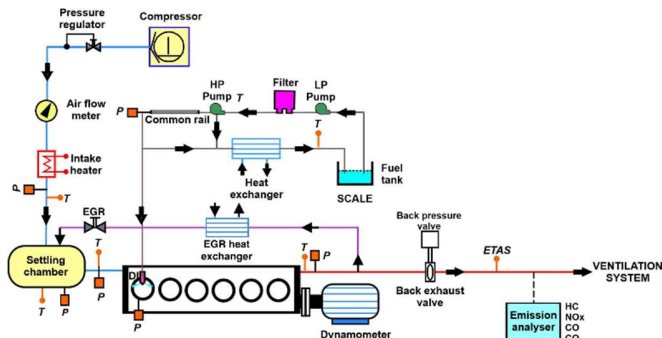 Pressure
regulator
Compressor
Air flow
meter
Intake
heater
P
T
HP
Pump
T
Filter
LP
Pump
P
Common rail
T
Heat
exchanger
Fuel
tank
SCALE
EGR
EGR heat
exchanger
Back pressure
valve
Settling
chamber
T
P
T
P
DI
P
T
P
ETAS
VENTILATION
SYSTEM
Back exhaust
valve
Dynamometer
Emission
analyser
HC
NOx
CO